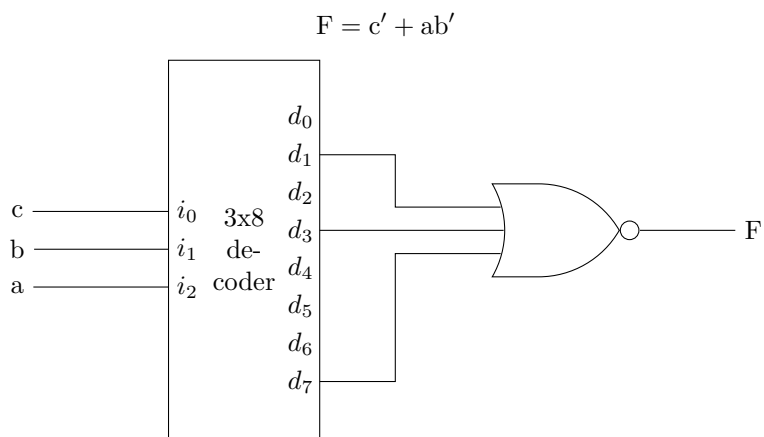 F = c′ + ab′
d₀
d₁
d₂
c i₀ 3x8
d₃ F
b i₁ de-
d₄
a i₂ coder
d₅
d₆
d₇